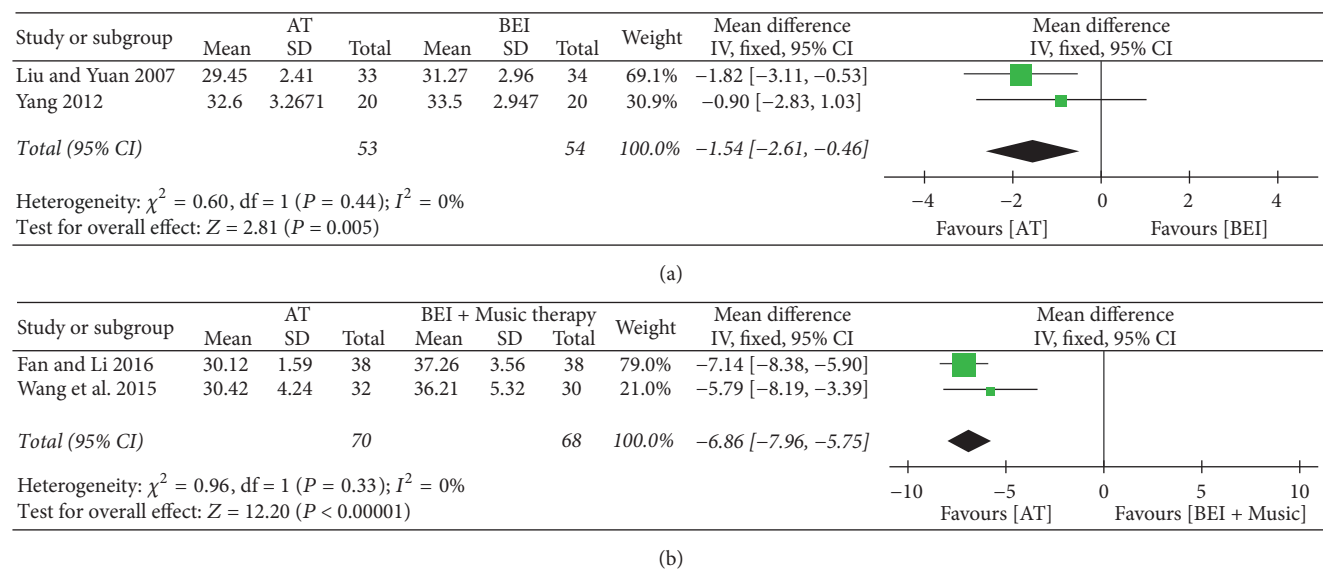 Study or subgroup AT BEI Weight Mean difference Mean difference
Mean SD Total Mean SD Total IV, fixed, 95% CI IV, fixed, 95% CI
Liu and Yuan 2007 29.45 2.41 33 31.27 2.96 34 69.1% −1.82 [−3.11, −0.53]
Yang 2012 32.6 3.2671 20 33.5 2.947 20 30.9% −0.90 [−2.83, 1.03]
Total (95% CI) 53 54 100.0% −1.54 [−2.61, −0.46]
Heterogeneity: χ² = 0.60, df = 1 (P = 0.44); I² = 0%
Test for overall effect: Z = 2.81 (P = 0.005)
−4 −2 0 2 4
Favours [AT] Favours [BEI]
(a)
Study or subgroup AT BEI + Music therapy Weight Mean difference Mean difference
Mean SD Total Mean SD Total IV, fixed, 95% CI IV, fixed, 95% CI
Fan and Li 2016 30.12 1.59 38 37.26 3.56 38 79.0% −7.14 [−8.38, −5.90]
Wang et al. 2015 30.42 4.24 32 36.21 5.32 30 21.0% −5.79 [−8.19, −3.39]
Total (95% CI) 70 68 100.0% −6.86 [−7.96, −5.75]
Heterogeneity: χ² = 0.96, df = 1 (P = 0.33); I² = 0%
Test for overall effect: Z = 12.20 (P < 0.00001)
−10 −5 0 5 10
Favours [AT] Favours [BEI + Music]
(b)